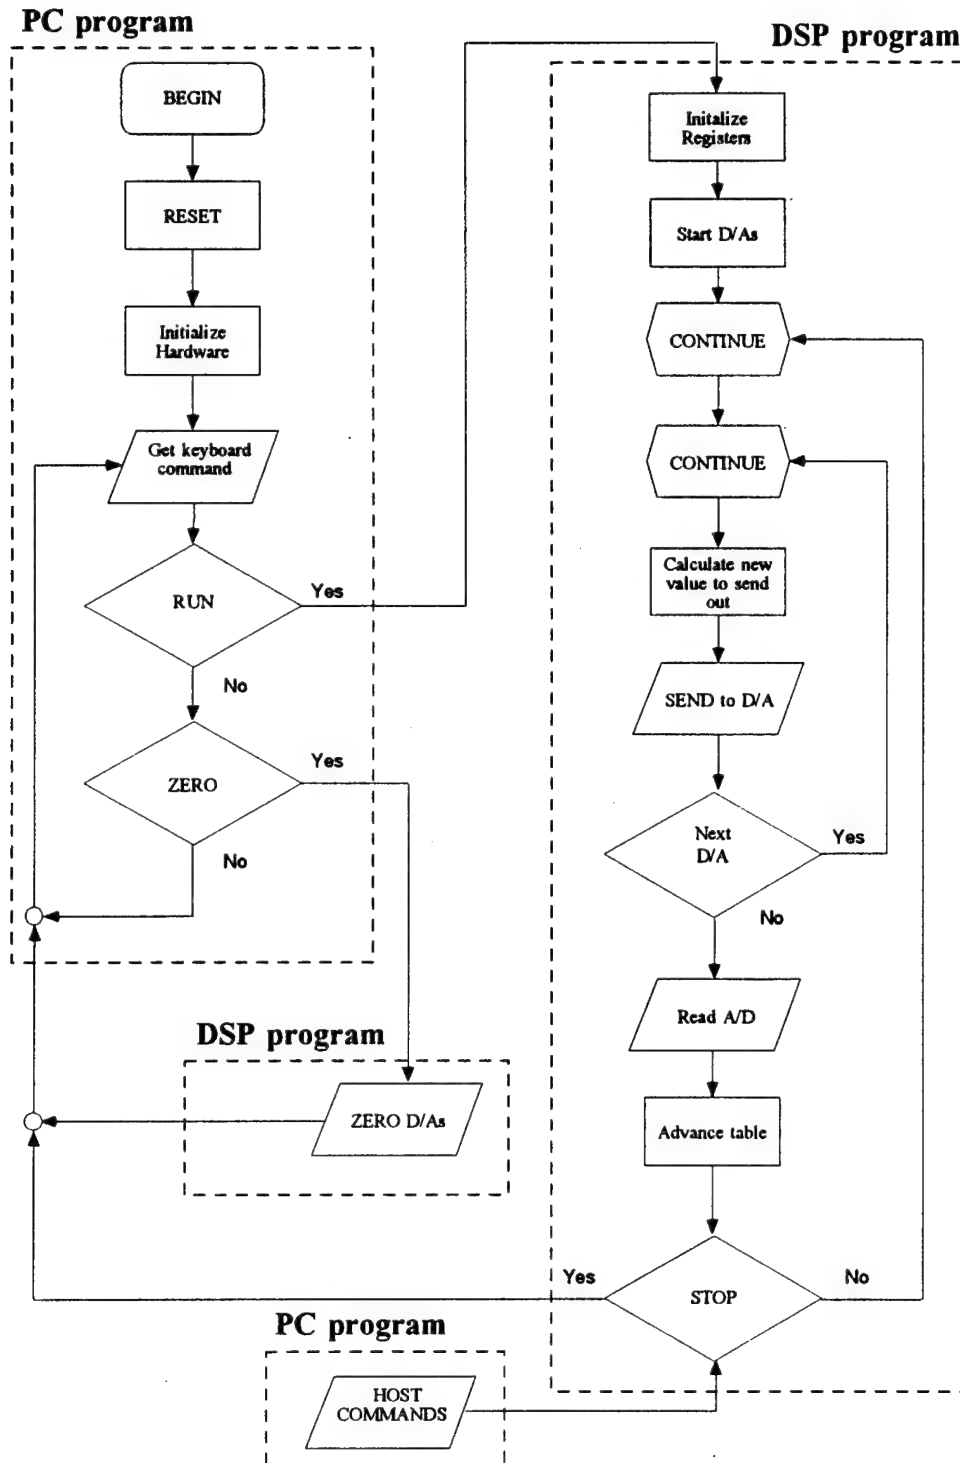 PC program
BEGIN
RESET
Initialize
Hardware
Get keyboard
command
RUN
Yes
No
ZERO
Yes
No
DSP program
ZERO D/As
DSP program
Initalize
Registers
Start D/As
CONTINUE
CONTINUE
Calculate new
value to send
out
SEND to D/A
Next
D/A
Yes
No
Read A/D
Advance table
STOP
Yes
No
PC program
HOST
COMMANDS